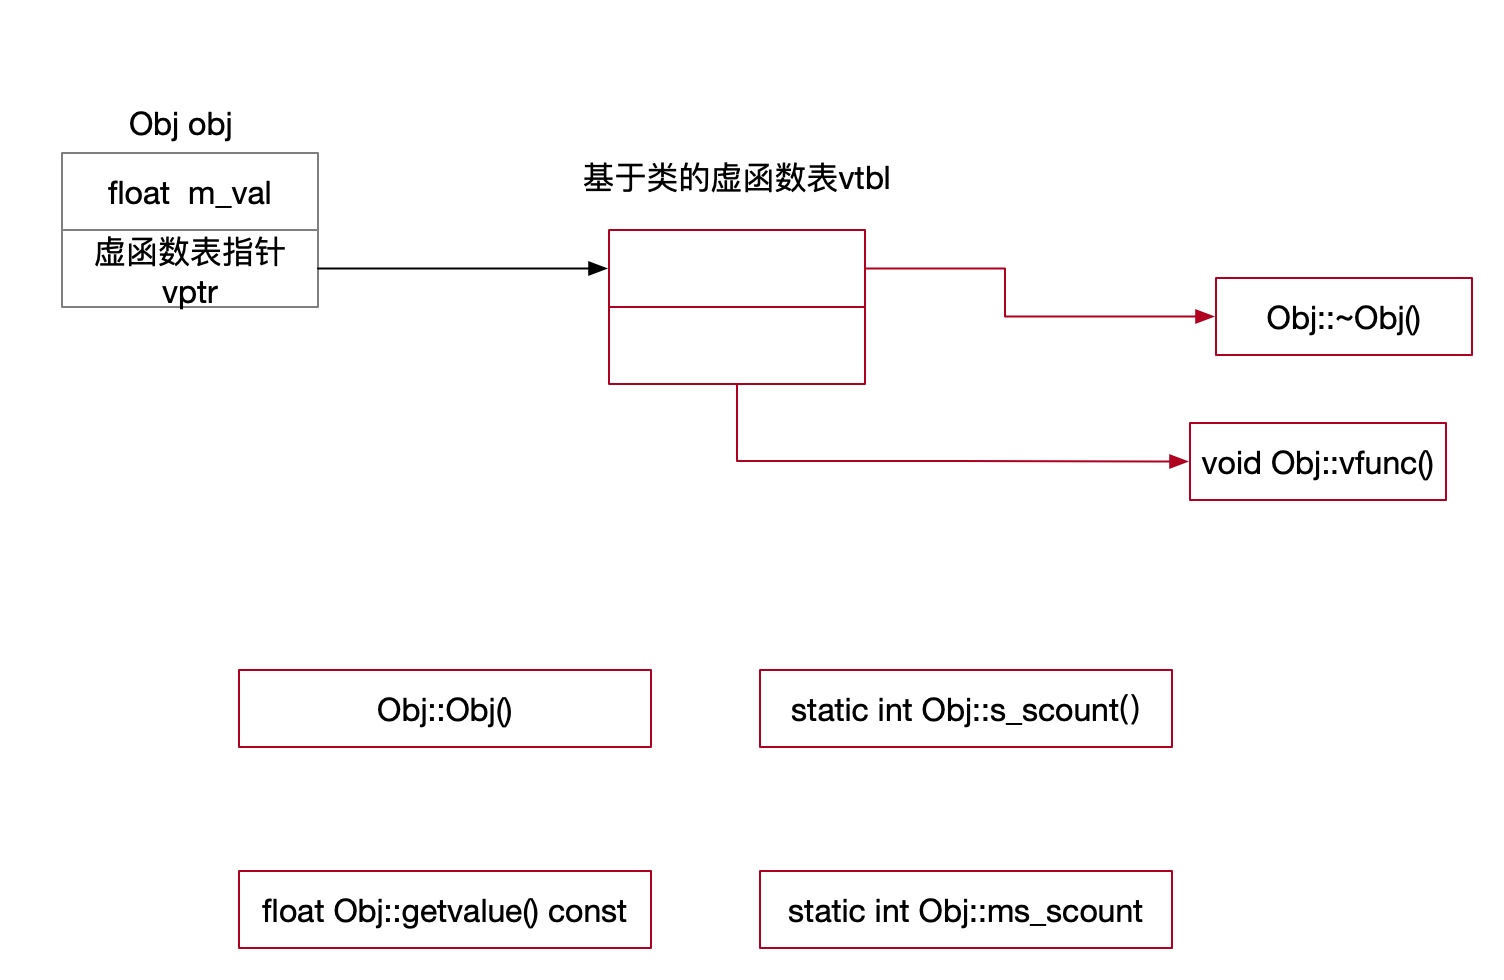 Obj obj
float m_val
虚函数表指针
vptr
基于类的虚函数表vtbl
Obj::~Obj()
void Obj::vfunc()
Obj::Obj()
static int Obj::s_scount()
float Obj::getvalue() const
static int Obj::ms_scount